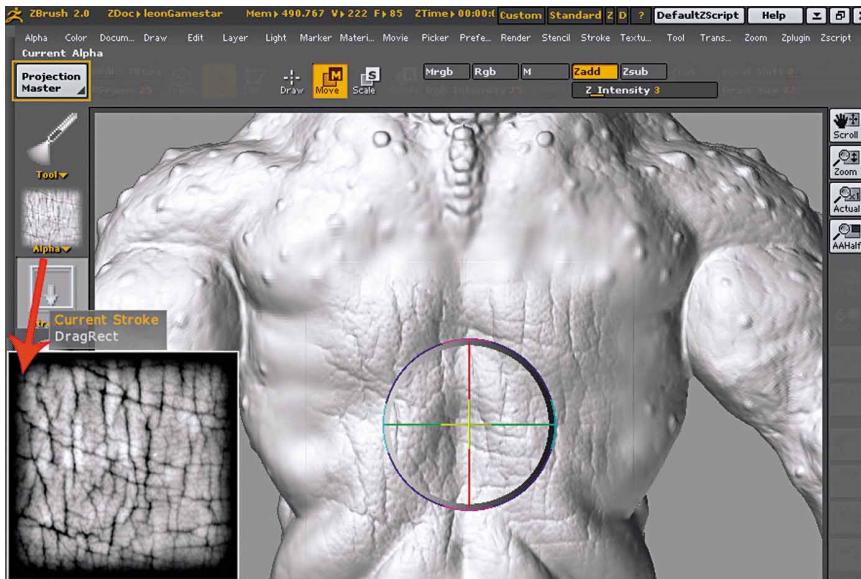 ZBrush 2.0 ZDoc▸leonGamestar Mem▸490.767 V▸222 F▸85 ZTime▸00:00:( Custom Standard Z D ? DefaultZScript Help
Alpha Color Docum... Draw Edit Layer Light Marker Materi... Movie Picker Prefe... Render Stencil Stroke Textu... Tool Trans... Zoom Zplugin Zscript
Current Alpha
Projection
Master
Draw
M
Move
S
Scale
Mrgb Rgb M Zadd Zsub
Z Intensity 3
Scroll
Tool
Zoom
Actual
Alpha
AAHalf
Current Stroke
DragRect